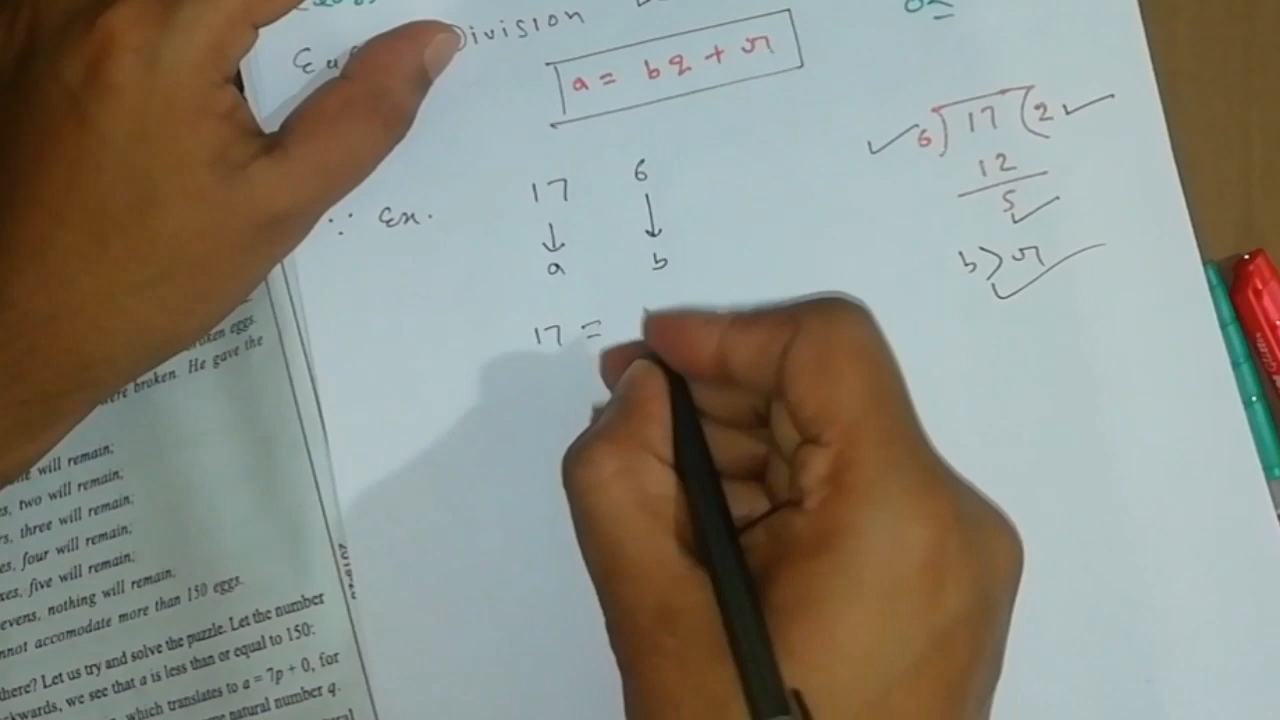 Division
a = bq + r
6) 17 (2
12
5
b > r
Ex.
17 6
a b
17 =
broken eggs.
were broken. He gave the
will remain;
two will remain;
three will remain;
four will remain;
five will remain;
nothing will remain,
accomodate more than 150 eggs.
there? Let us try and solve the puzzle. Let the number
we see that a is less than or equal to 150:
which translates to a = 7p + 0, for
natural number q.